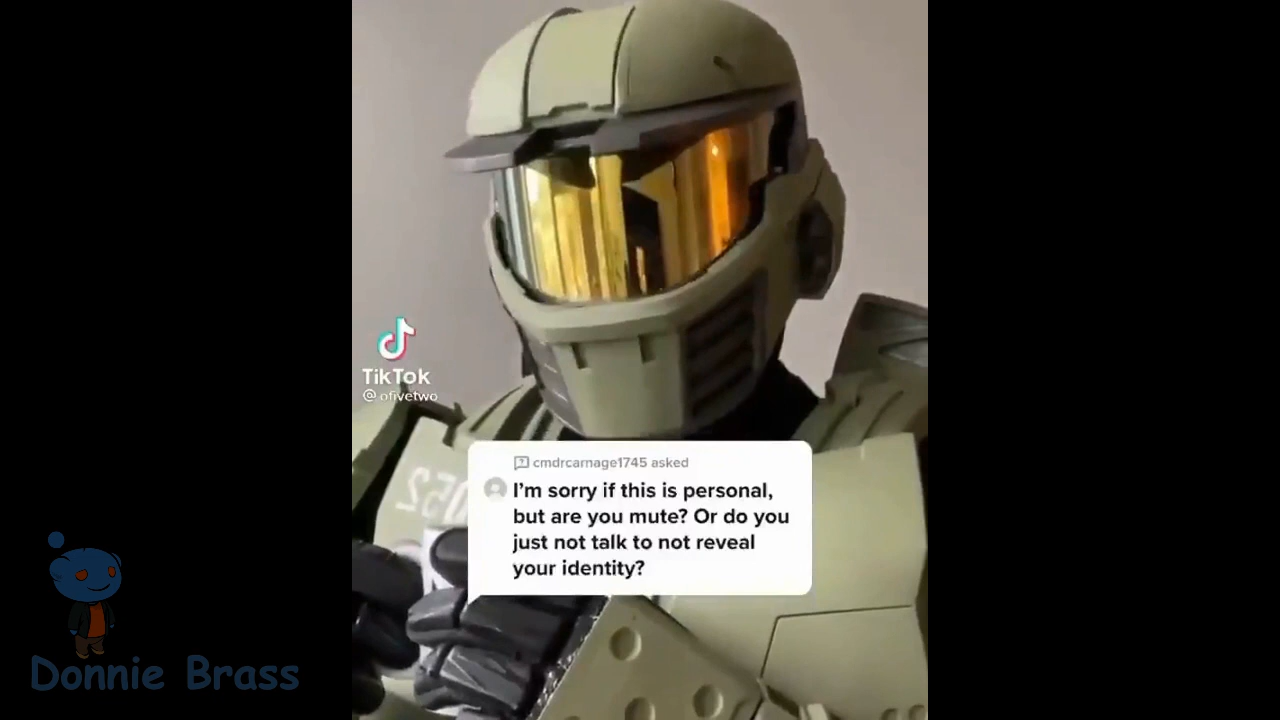 TikTok
@ofivetwo
cmdrcarnage1745 asked
I'm sorry if this is personal,
but are you mute? Or do you
just not talk to not reveal
your identity?
Donnie Brass